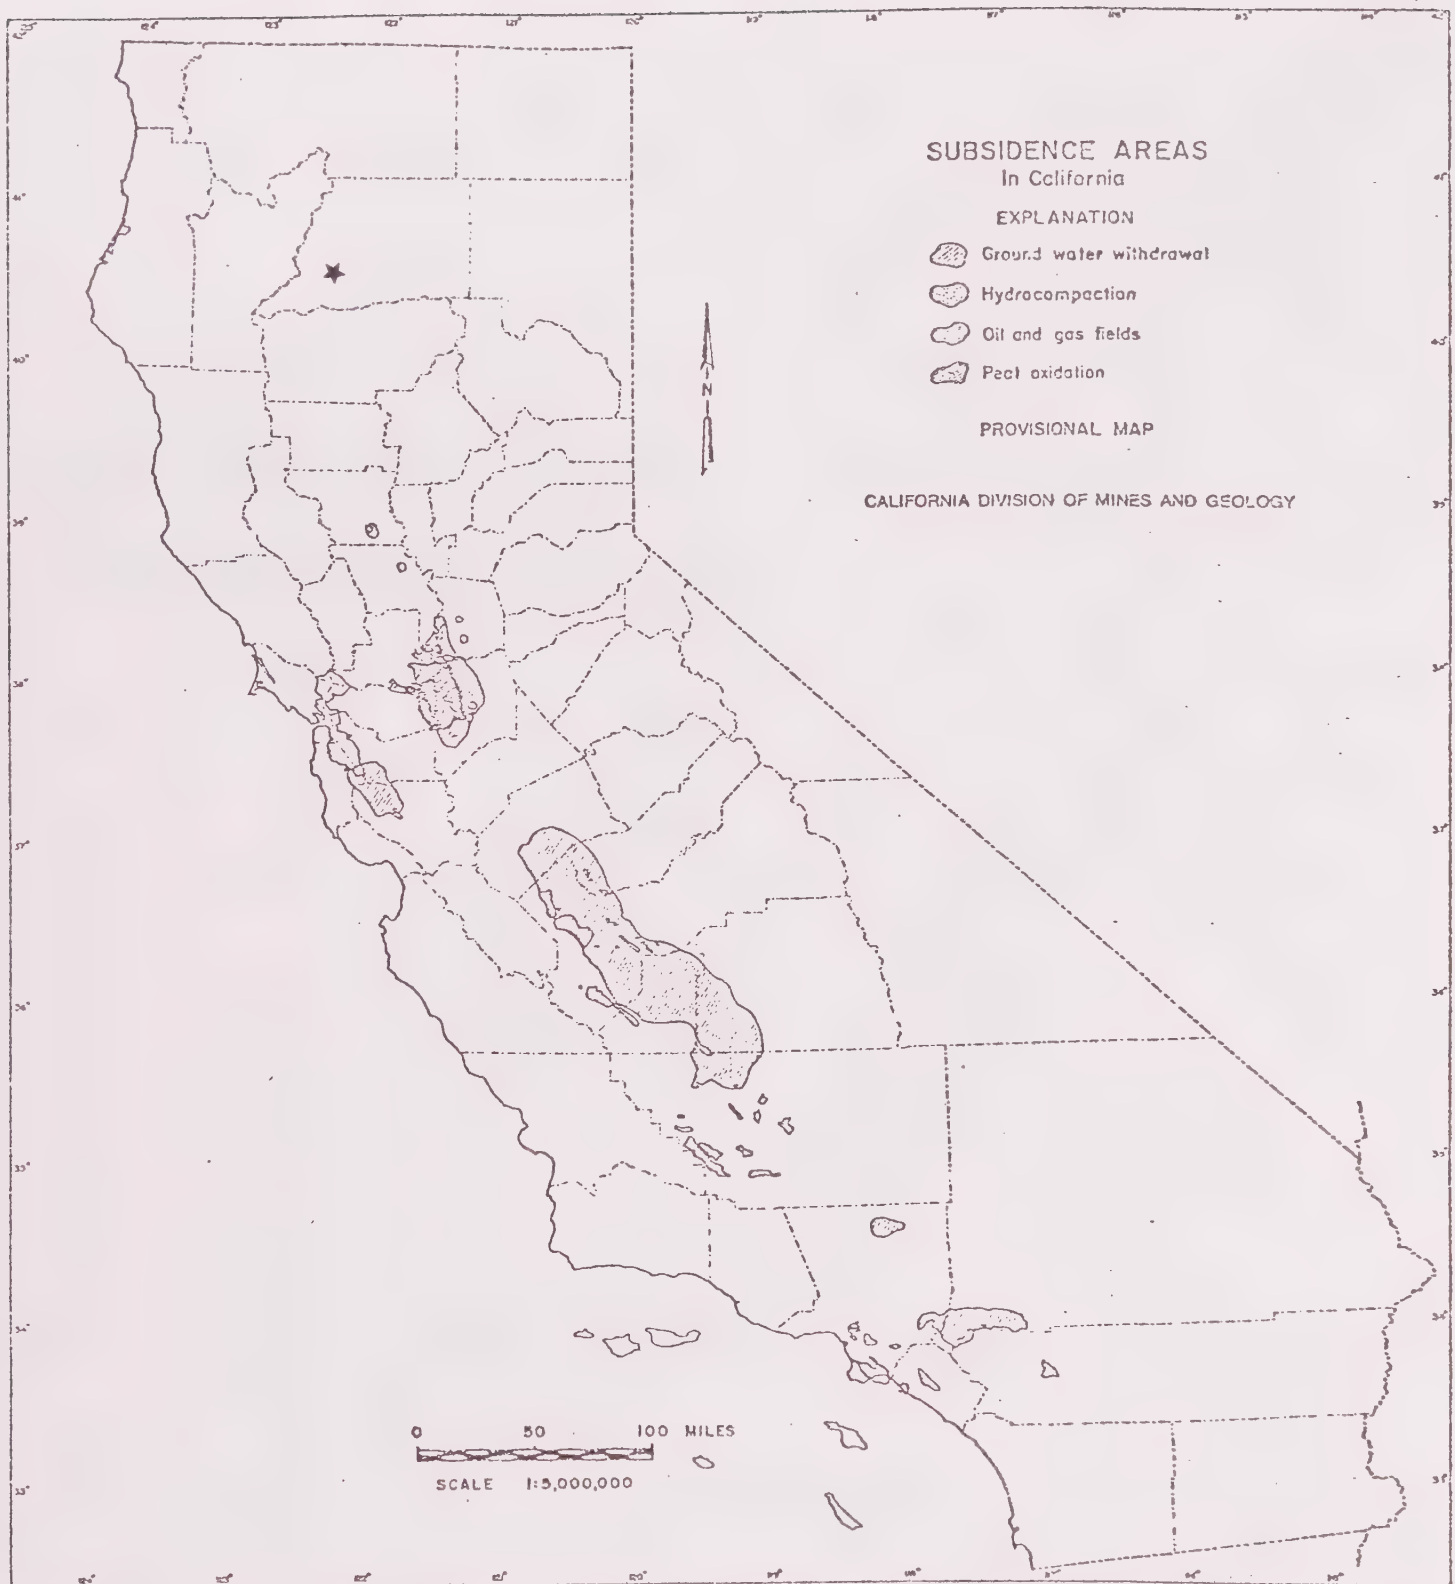 SUBSIDENCE AREAS
In California
EXPLANATION
Ground water withdrawal
Hydrocompaction
Oil and gas fields
Peat oxidation
PROVISIONAL MAP
CALIFORNIA DIVISION OF MINES AND GEOLOGY
N
0 50 100 MILES
SCALE 1:5,000,000